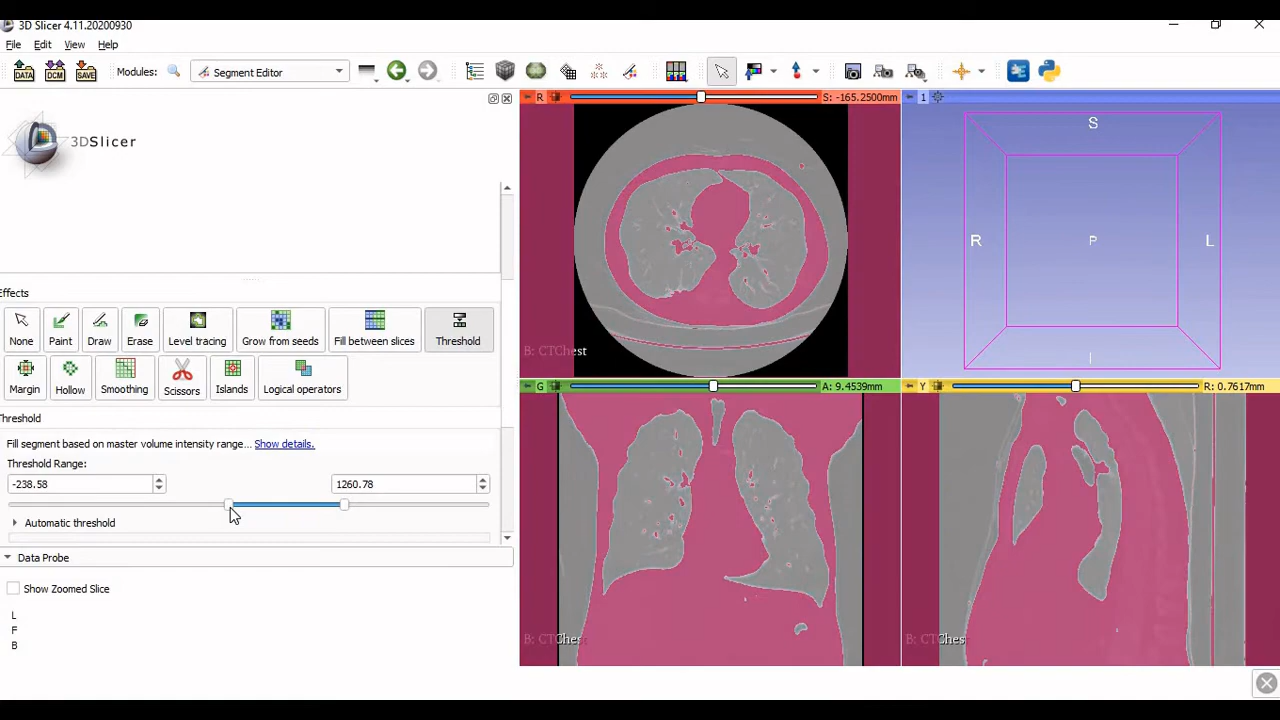 3D Slicer 4.11.20200930
File Edit View Help
DATA DCM SAVE Modules: Segment Editor
R S: -165.2500mm 1
3DSlicer
S
R P L
I
B: CTChest
Effects
None Paint Draw Erase Level tracing Grow from seeds Fill between slices Threshold
Margin Hollow Smoothing Scissors Islands Logical operators
G A: 9.4539mm Y R: 0.7617mm
Threshold
Fill segment based on master volume intensity range... Show details.
Threshold Range:
-238.58 1260.78
Automatic threshold
Data Probe
Show Zoomed Slice
L
F
B
B: CTChest B: CTChest